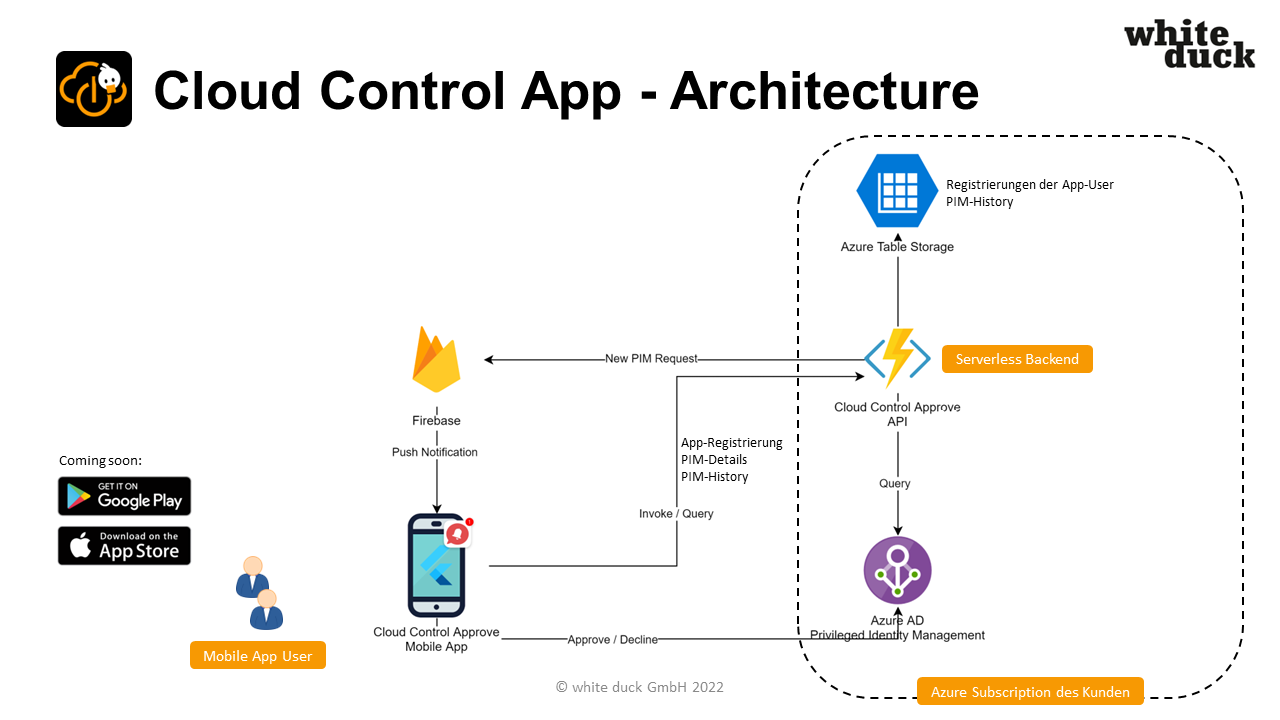 white
duck
Cloud Control App - Architecture
Registrierungen der App-User
PIM-History
Azure Table Storage
New PIM Request
Serverless Backend
Cloud Control Approve
API
Firebase
Push Notification
App-Registrierung
PIM-Details
PIM-History
Coming soon:
GET IT ON
Google Play
Download on the
App Store
Query
Invoke / Query
Azure AD
Privileged Identity Management
Cloud Control Approve
Mobile App
Approve / Decline
Mobile App User
© white duck GmbH 2022
Azure Subscription des Kunden